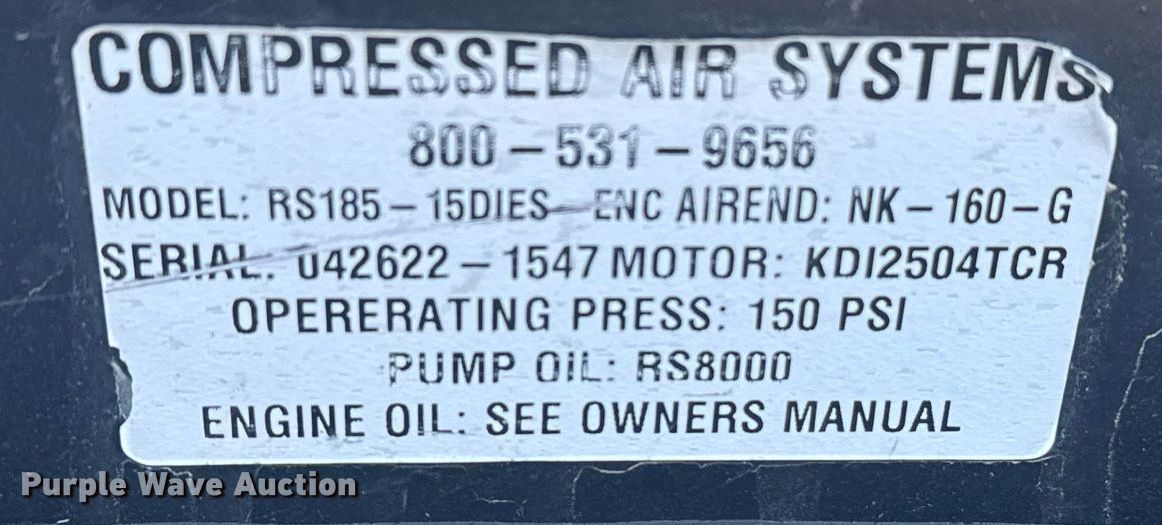 COMPRESSED AIR SYSTEMS
800-531-9656
MODEL: RS185-15DIES-ENC AIREND: NK-160-G
SERIAL: 042622-1547 MOTOR: KDI2504TCR
OPERERATING PRESS: 150 PSI
PUMP OIL: RS8000
ENGINE OIL: SEE OWNERS MANUAL
Purple Wave Auction